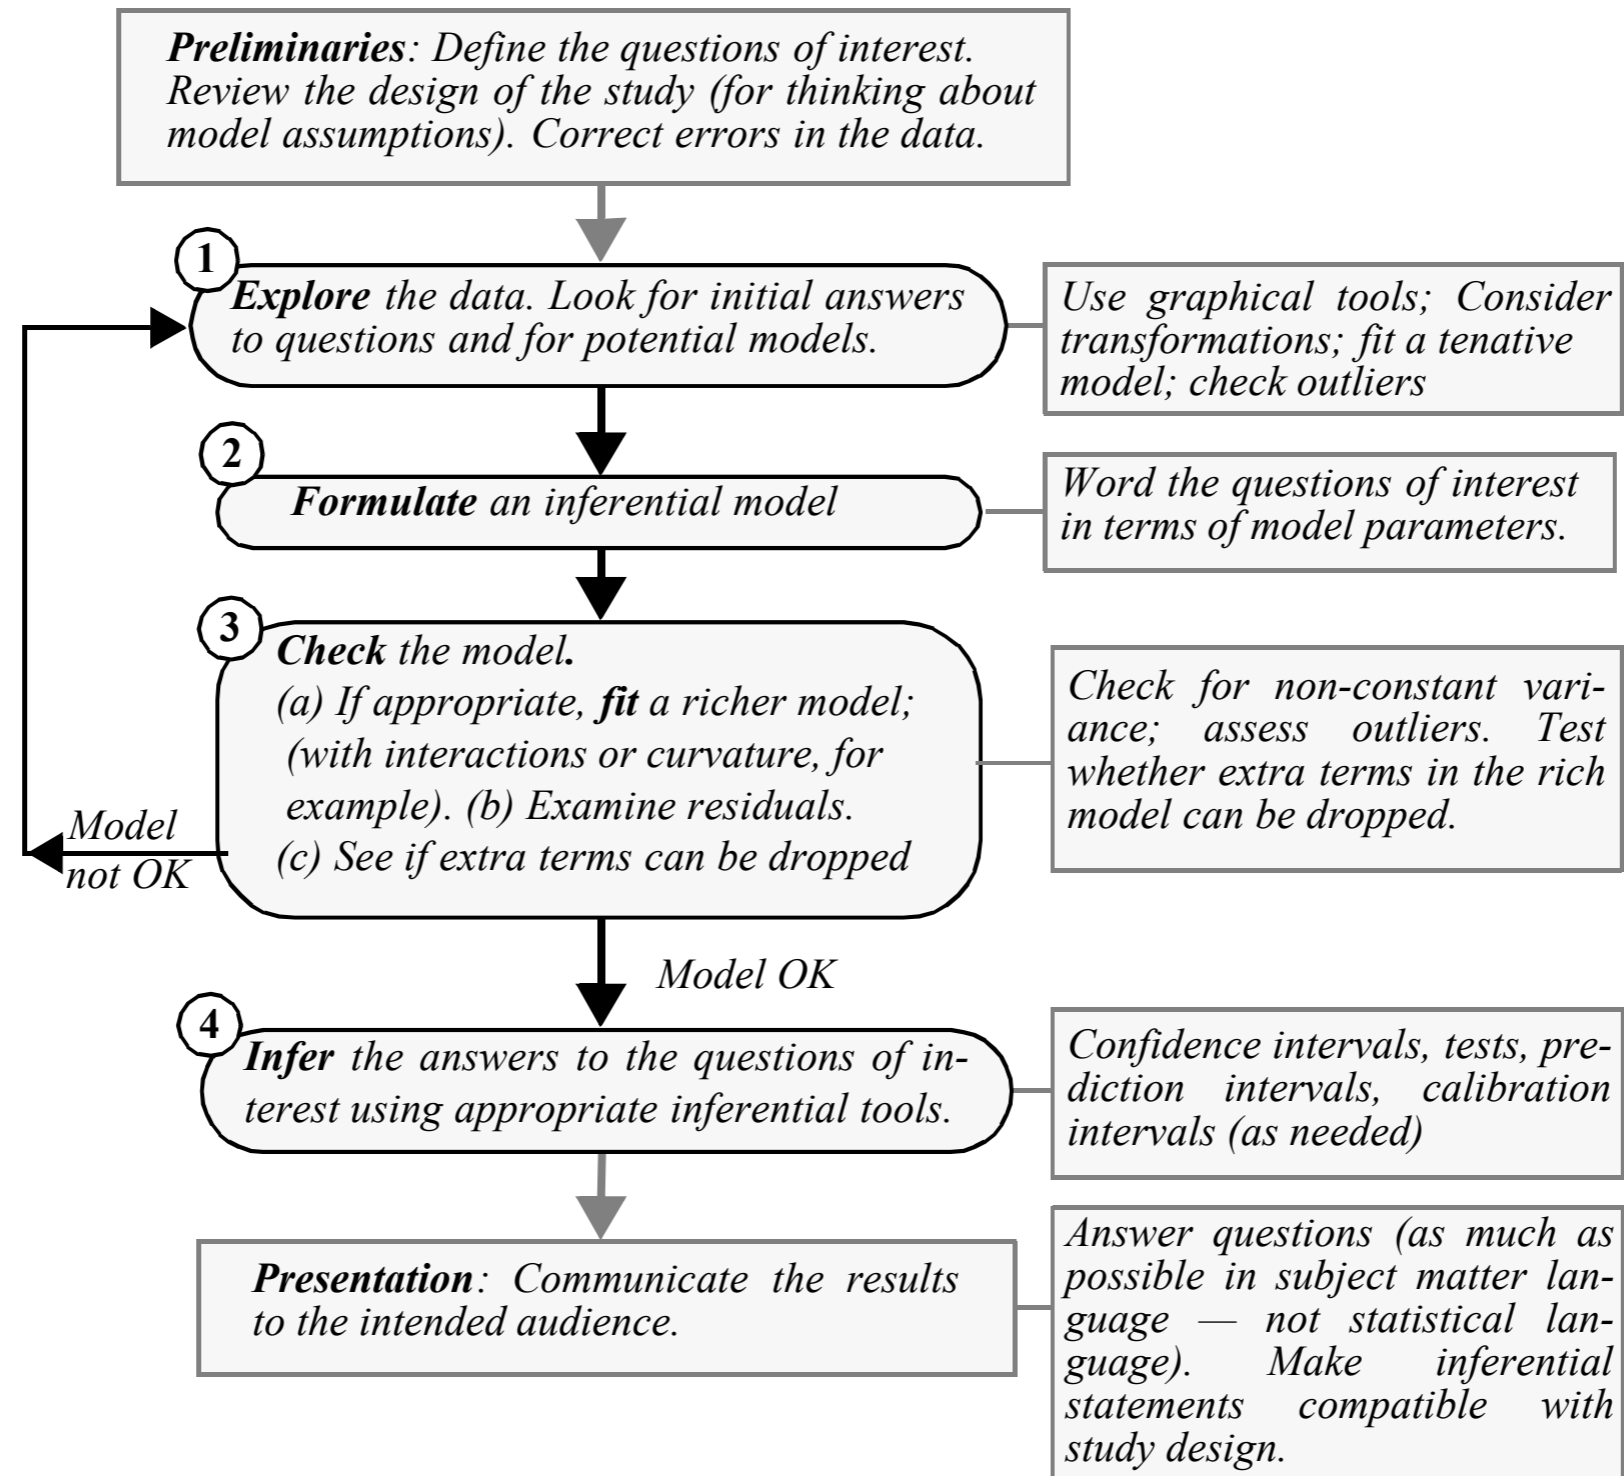 Preliminaries: Define the questions of interest.
Review the design of the study (for thinking about
model assumptions). Correct errors in the data.
1
Explore the data. Look for initial answers
to questions and for potential models.
Use graphical tools; Consider
transformations; fit a tenative
model; check outliers
2
Formulate an inferential model
Word the questions of interest
in terms of model parameters.
3
Check the model.
(a) If appropriate, fit a richer model;
(with interactions or curvature, for
example). (b) Examine residuals.
(c) See if extra terms can be dropped
Check for non-constant vari-
ance; assess outliers. Test
whether extra terms in the rich
model can be dropped.
Model
not OK
Model OK
4
Infer the answers to the questions of in-
terest using appropriate inferential tools.
Confidence intervals, tests, pre-
diction intervals, calibration
intervals (as needed)
Presentation: Communicate the results
to the intended audience.
Answer questions (as much as
possible in subject matter lan-
guage — not statistical lan-
guage). Make inferential
statements compatible with
study design.